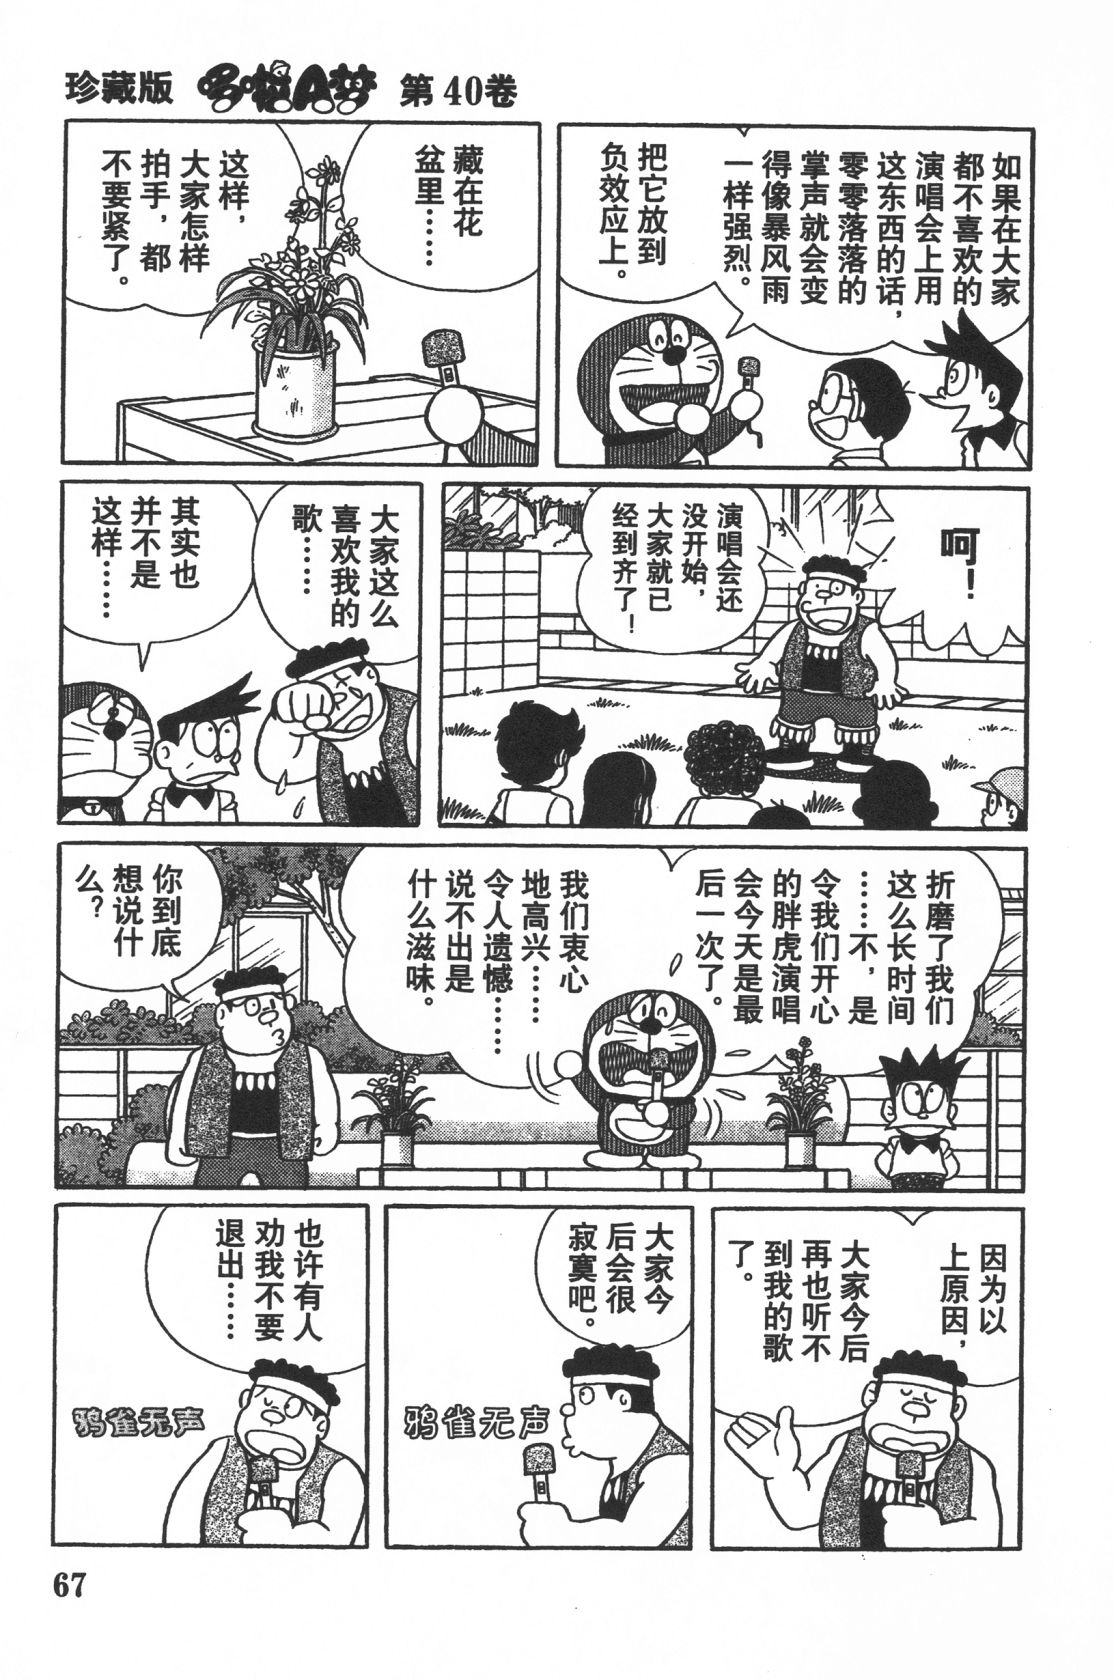 珍藏版 哆啦A梦 第40卷
如果在大家
都不喜欢的
演唱会上用
这东西的话，
零零落落的
掌声就会变
得像暴风雨
一样强烈。
把它放到
负效应上。
藏在花
盆里……
这样，
大家怎样
拍手，都
不要紧了。
呵！
演唱会还
没开始，
大家就已
经到齐了！
大家这么
喜欢我的
歌……
其实也
并不是
这样……
折磨了我们
这么长时间
……不，是
令我们开心
的胖虎演唱
会今天是最
后一次了。
我们衷心
地高兴……
令人遗憾……
说不出是
什么滋味。
你到底
想说什
么？
因为以
上原因，
大家今后
再也听不
到我的歌
了。
大家今
后会很
寂寞吧。
鸦雀无声
也许有人
劝我不要
退出……
鸦雀无声
67